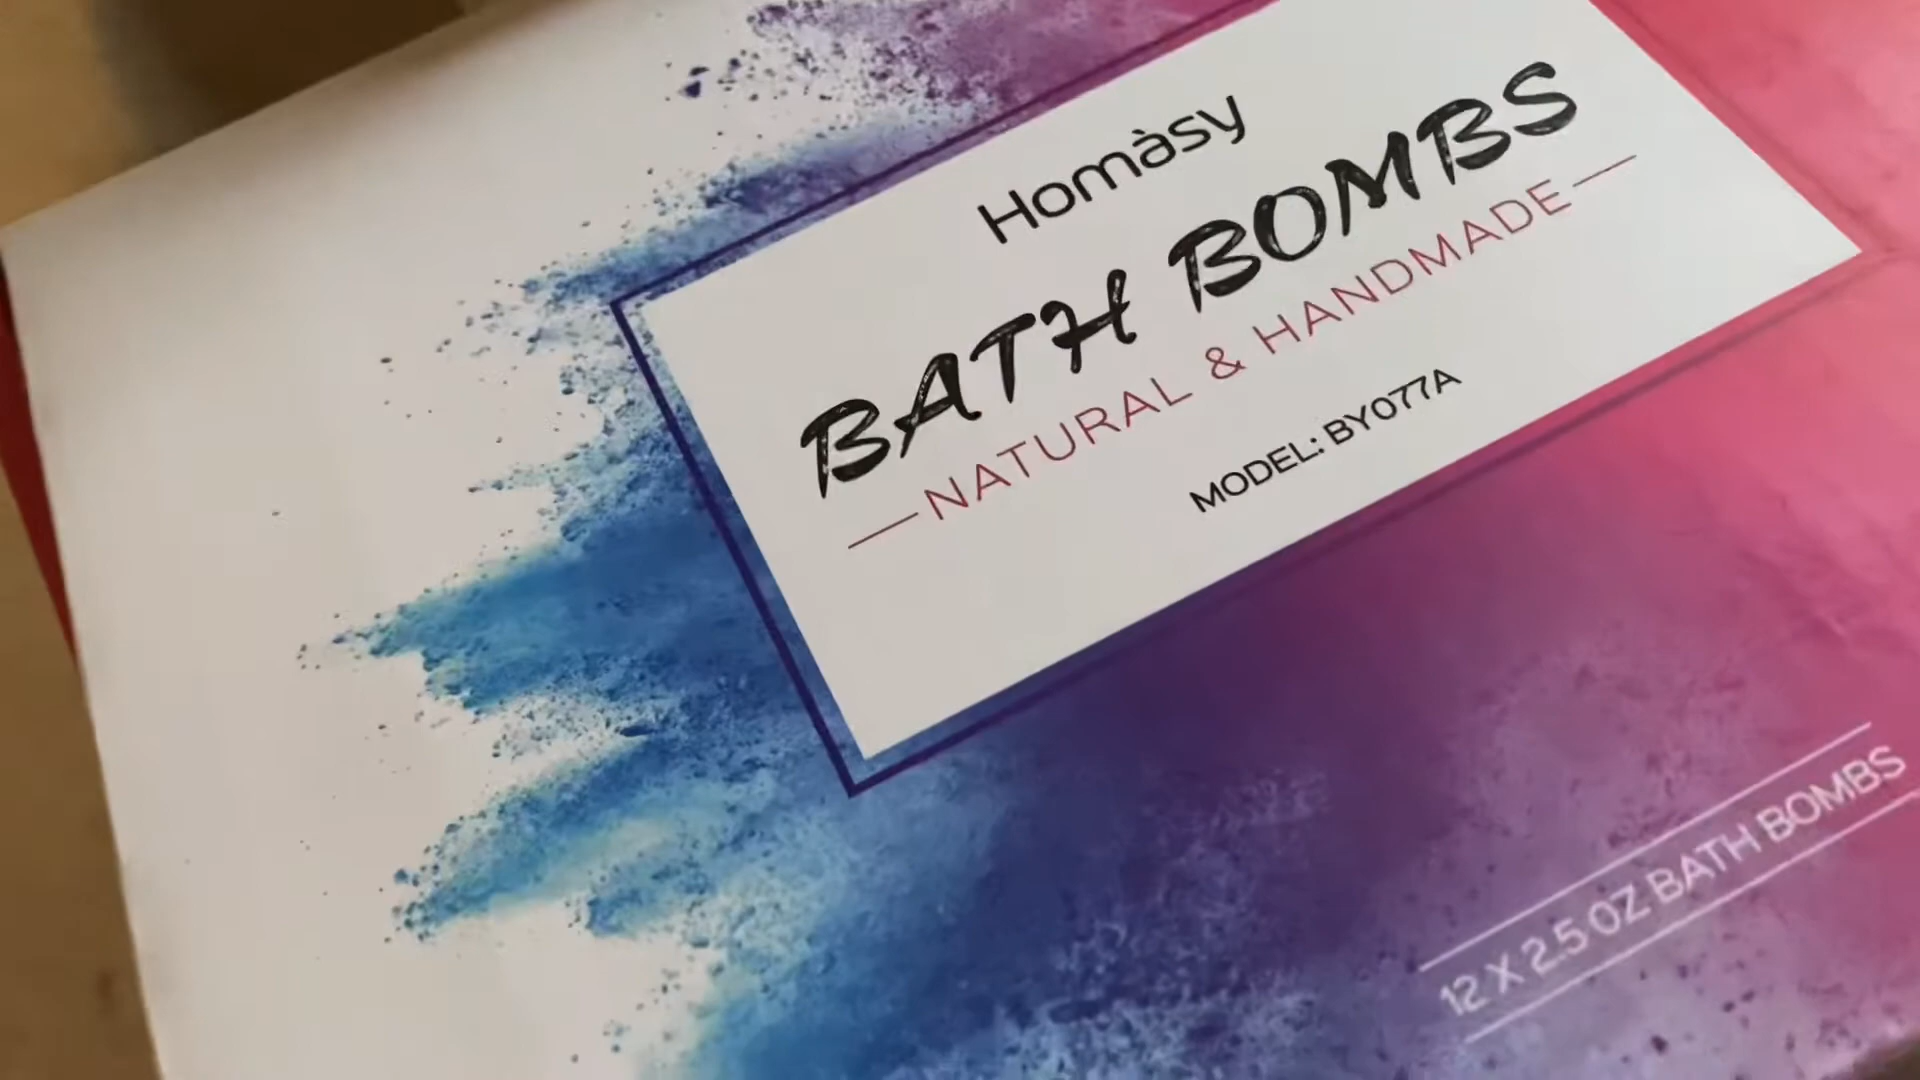 Homàsy
BATH BOMBS
NATURAL & HANDMADE
MODEL: BY077A
12 X 2.5 OZ BATH BOMBS